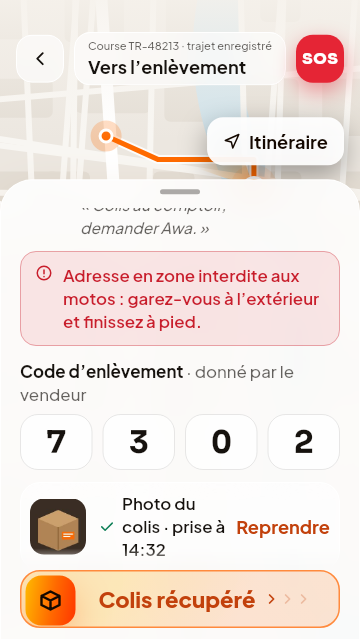 Course TR-48213 · trajet enregistré
Vers l’enlèvement
SOS
Itinéraire
« Colis au comptoir,
demander Awa. »
Adresse en zone interdite aux
motos : garez-vous à l’extérieur
et finissez à pied.
Code d’enlèvement · donné par le
vendeur
7 3 0 2
Photo du
colis · prise à
14:32
Reprendre
Colis récupéré